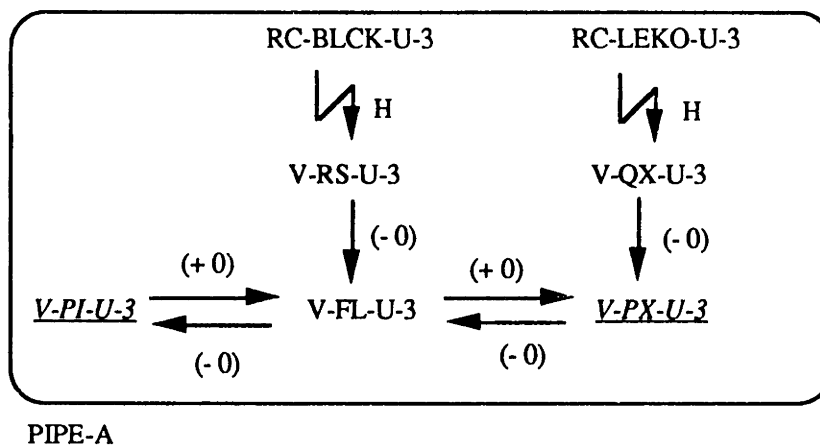 RC-BLCK-U-3 RC-LEKO-U-3
H H
V-RS-U-3 V-QX-U-3
(- 0) (- 0)
(+ 0) (+ 0)
V-PI-U-3 V-FL-U-3 V-PX-U-3
(- 0) (- 0)
PIPE-A